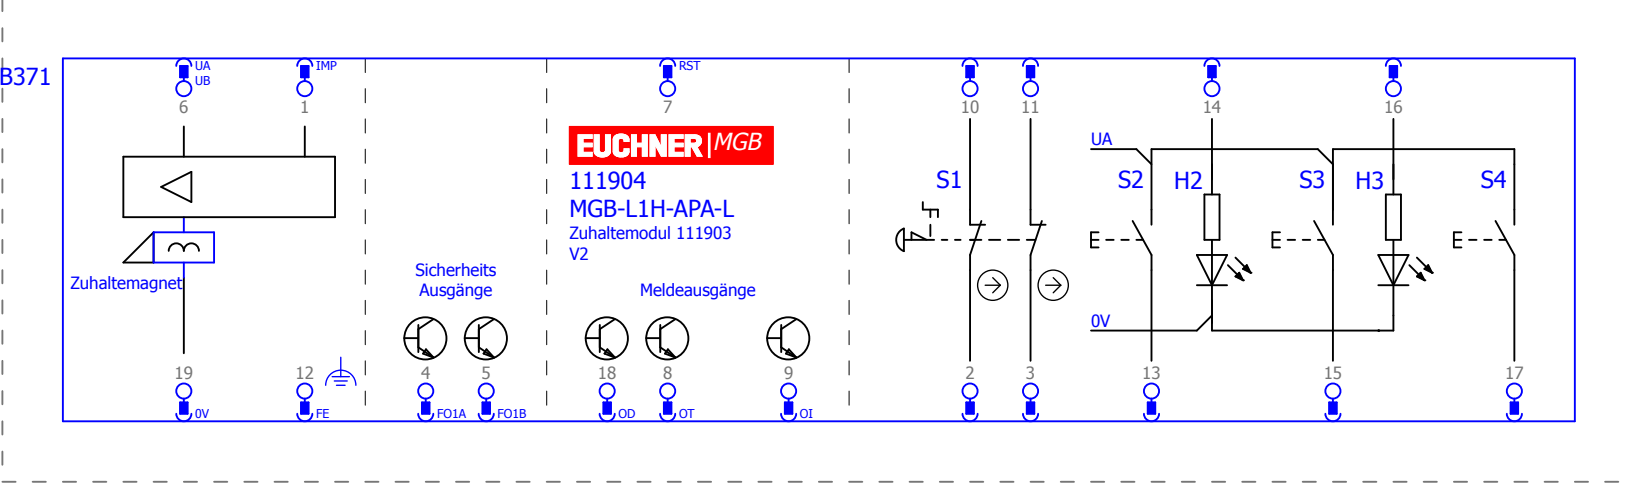 B371
UA
UB
IMP
RST
6
1
7
10
11
14
16
EUCHNER|MGB
111904
MGB-L1H-APA-L
Zuhaltemodul 111903
V2
UA
S1
S2
H2
S3
H3
S4
Zuhaltemagnet
Sicherheits
Ausgänge
Meldeausgänge
0V
19
12
4
5
18
8
9
2
3
13
15
17
0V
FE
FO1A
FO1B
OD
OT
OI